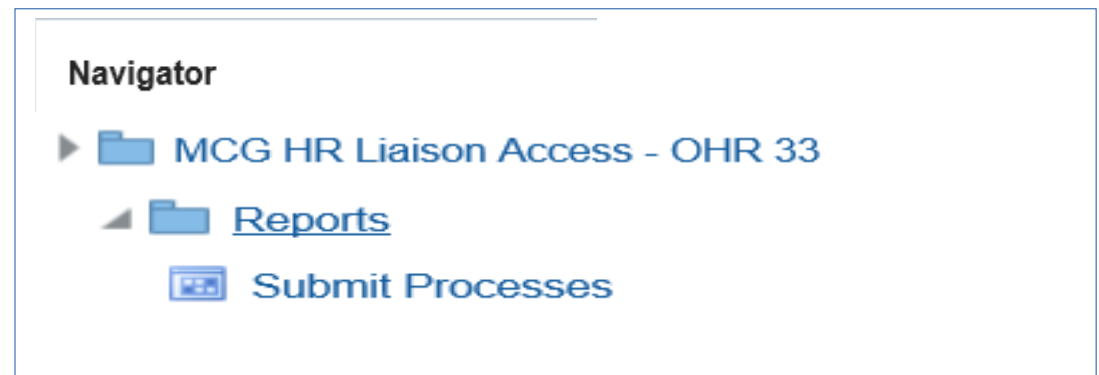 Navigator
MCG HR Liaison Access - OHR 33
Reports
Submit Processes